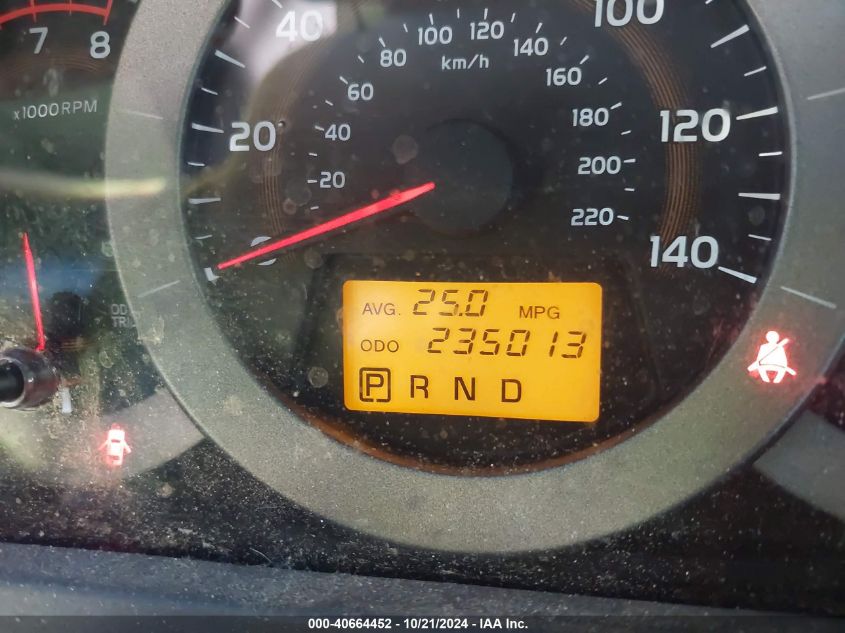 7 8
x1000RPM
40 100
80 100 120 140
km/h
60 160
20 40 180 120
20 200
220
0 140
AVG. 25.0 MPG
ODO 235013
P R N D
000-40664452 - 10/21/2024 - IAA Inc.